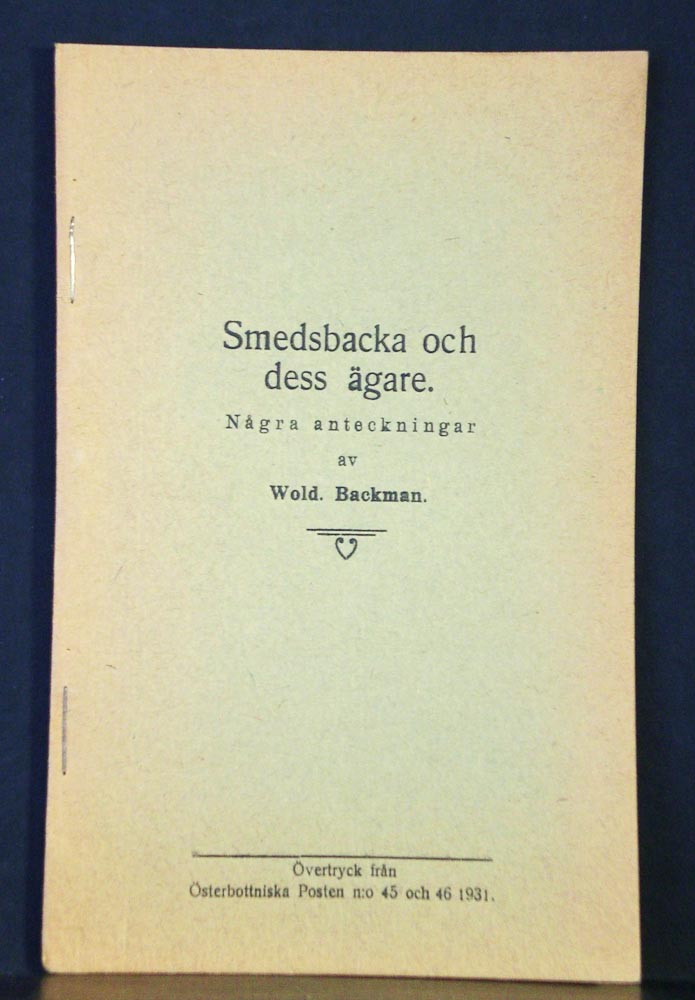 Smedsbacka och
dess ägare.
Några anteckningar
av
Wold. Backman.
Övertryck från
Österbottniska Posten n:o 45 och 46 1931.